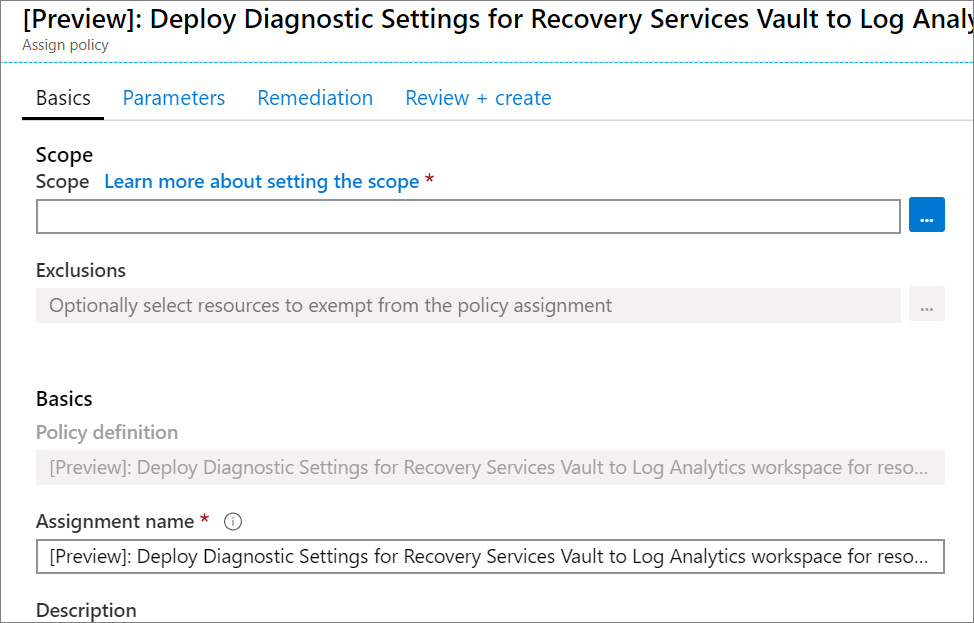 [Preview]: Deploy Diagnostic Settings for Recovery Services Vault to Log Analy
Assign policy
Basics Parameters Remediation Review + create
Scope
Scope Learn more about setting the scope *
...
Exclusions
Optionally select resources to exempt from the policy assignment ...
Basics
Policy definition
[Preview]: Deploy Diagnostic Settings for Recovery Services Vault to Log Analytics workspace for reso...
Assignment name *
[Preview]: Deploy Diagnostic Settings for Recovery Services Vault to Log Analytics workspace for reso...
Description